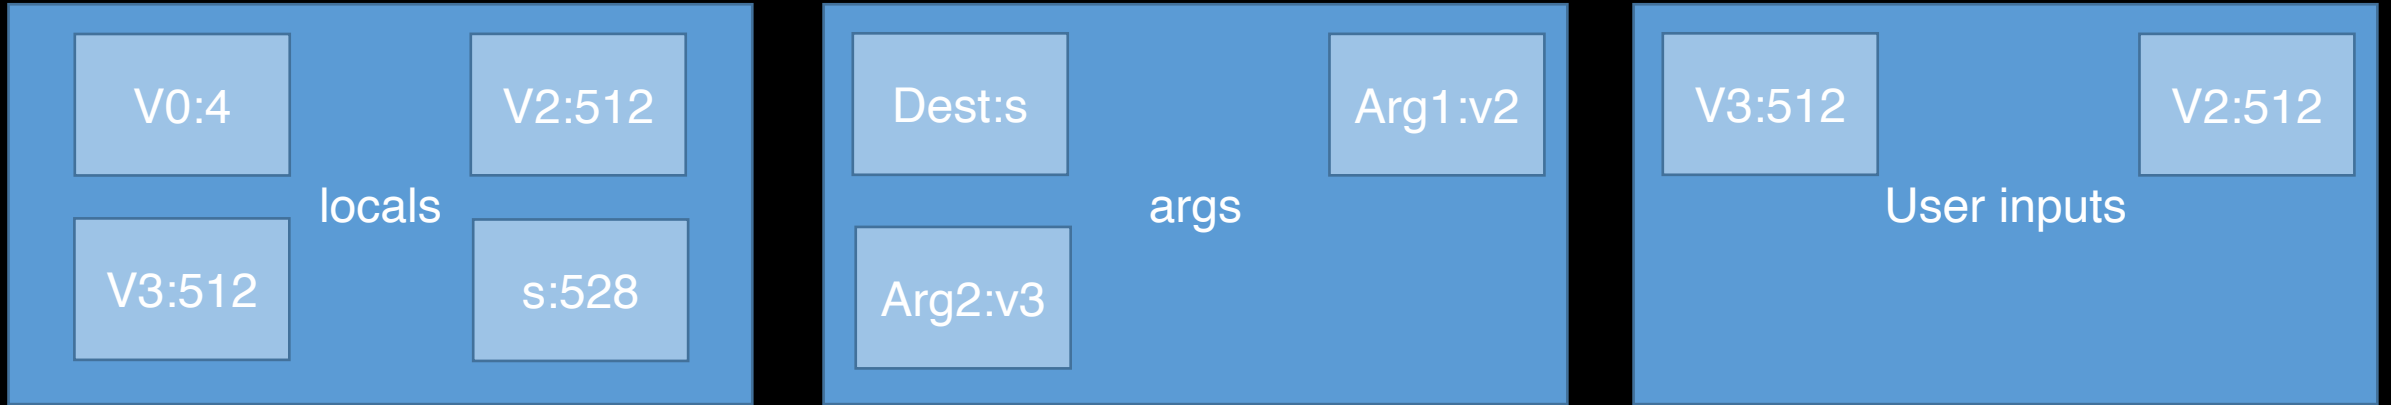 V0:4
V2:512
locals
V3:512
s:528
Dest:s
Arg1:v2
args
Arg2:v3
V3:512
V2:512
User inputs